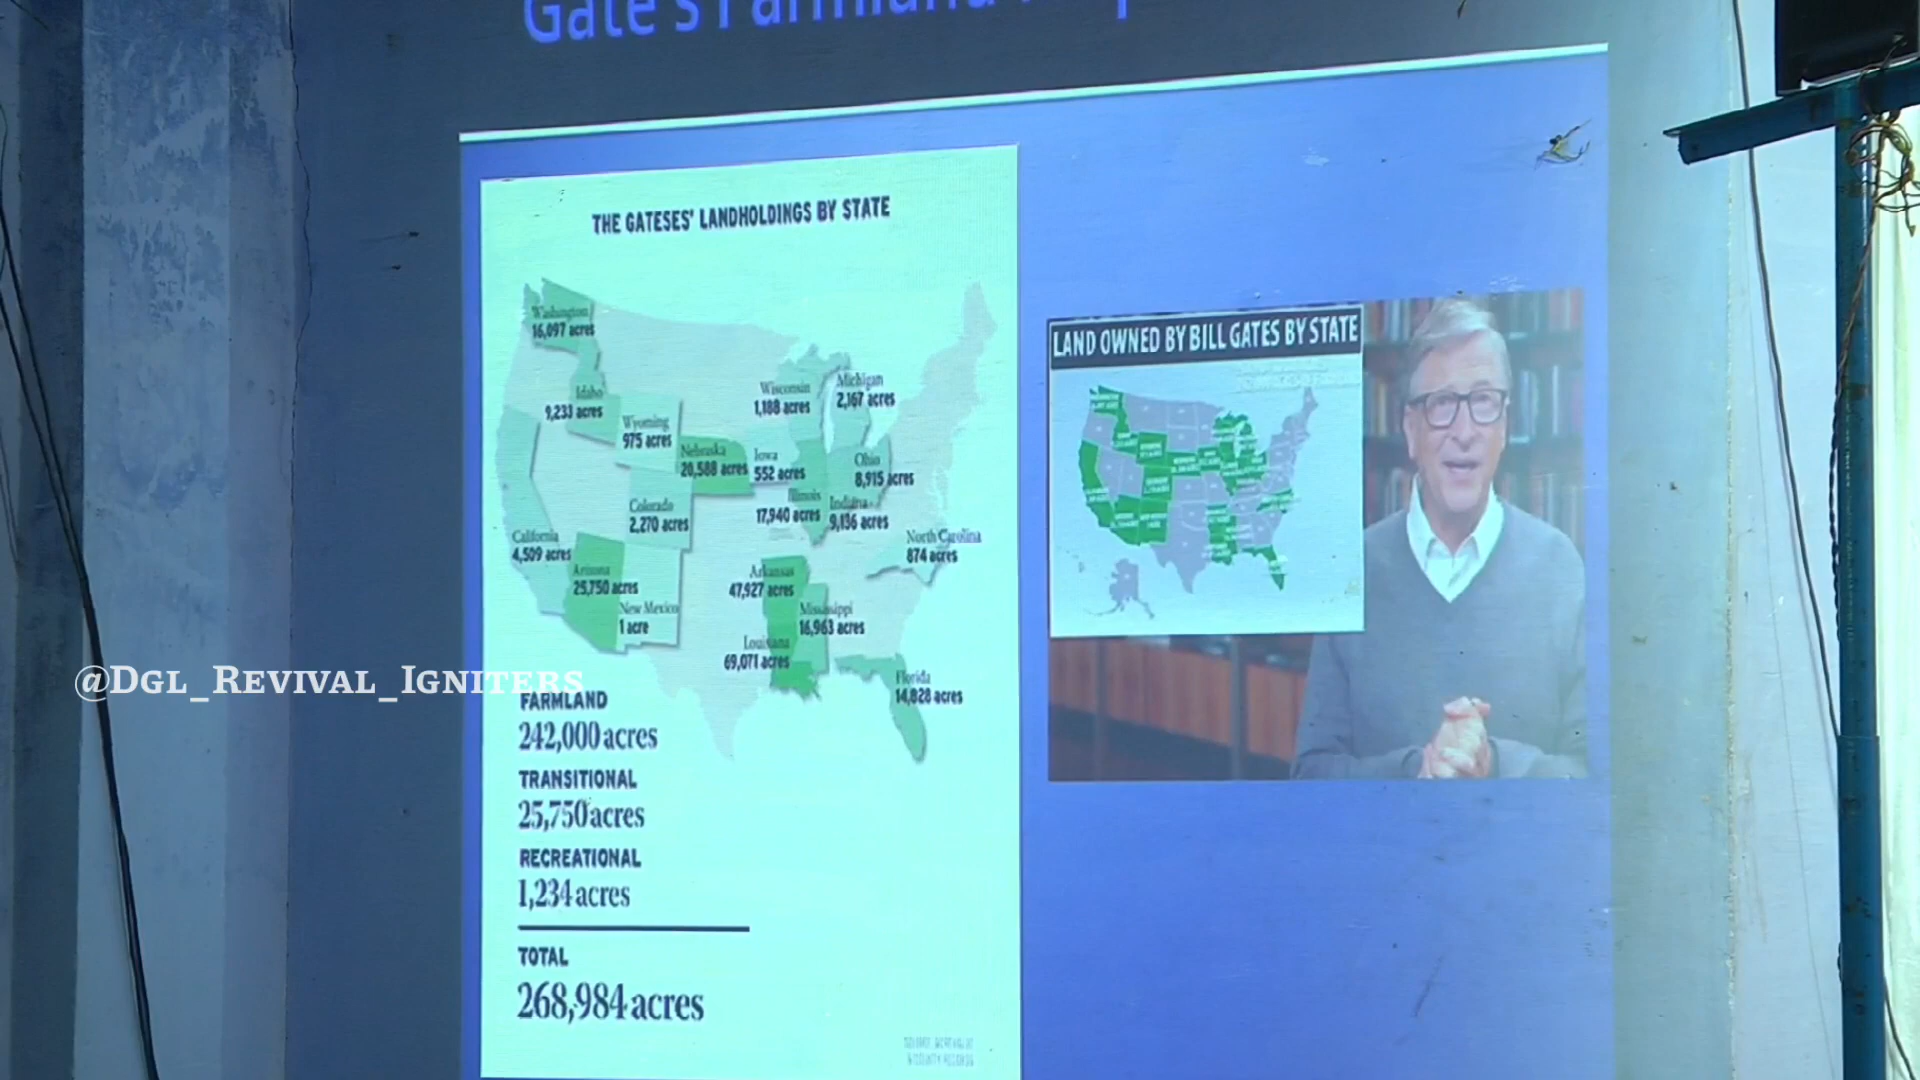 Gate's Farmland
THE GATESES' LANDHOLDINGS BY STATE
Washington
16,097 acres
Idaho
9,233 acres
Wyoming
975 acres
Nebraska
20,588 acres
Iowa
552 acres
Wisconsin
1,188 acres
Michigan
2,167 acres
Ohio
8,915 acres
Illinois
17,940 acres
Indiana
9,136 acres
Colorado
2,270 acres
California
4,509 acres
Arizona
25,750 acres
New Mexico
1 acre
Arkansas
47,927 acres
Mississippi
16,963 acres
Louisiana
69,071 acres
North Carolina
874 acres
Florida
14,828 acres
FARMLAND
242,000 acres
TRANSITIONAL
25,750 acres
RECREATIONAL
1,234 acres
TOTAL
268,984 acres
LAND OWNED BY BILL GATES BY STATE
@DGL_REVIVAL_IGNITERS